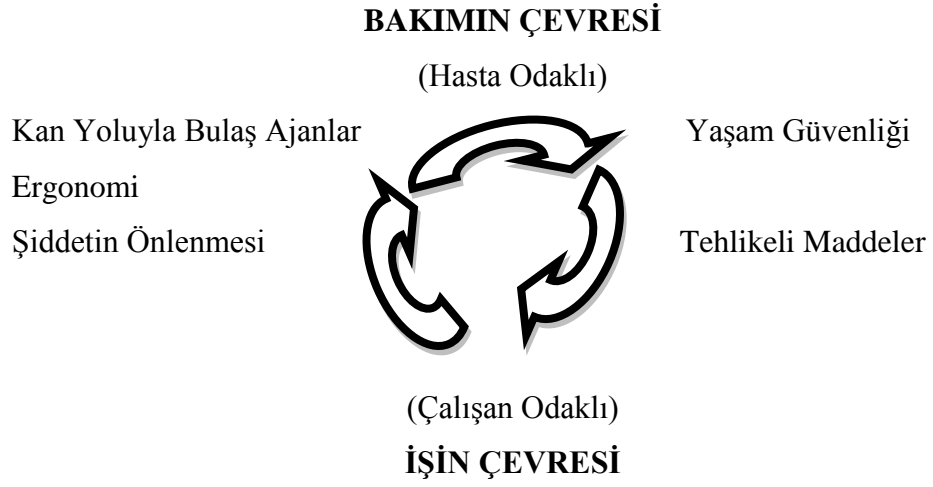 BAKIMIN ÇEVRESİ
(Hasta Odaklı)
Kan Yoluyla Bulaş Ajanlar
Yaşam Güvenliği
Ergonomi
Şiddetin Önlenmesi
Tehlikeli Maddeler
(Çalışan Odaklı)
İŞİN ÇEVRESİ